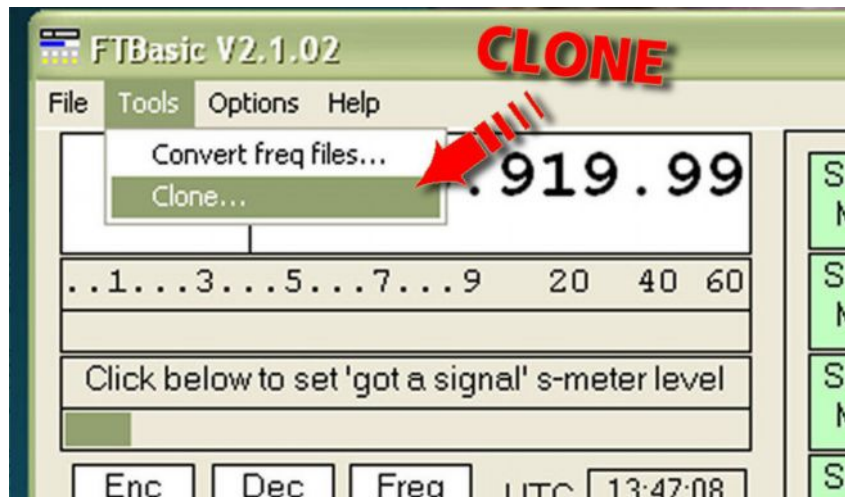 FTBasic V2.1.02
CLONE
File Tools Options Help
Convert freq files...
Clone...
.919.99
..1...3...5...7...9 20 40 60
Click below to set 'got a signal' s-meter level
Enc Dec Freq UTC 13:47:08
S
S
S
S